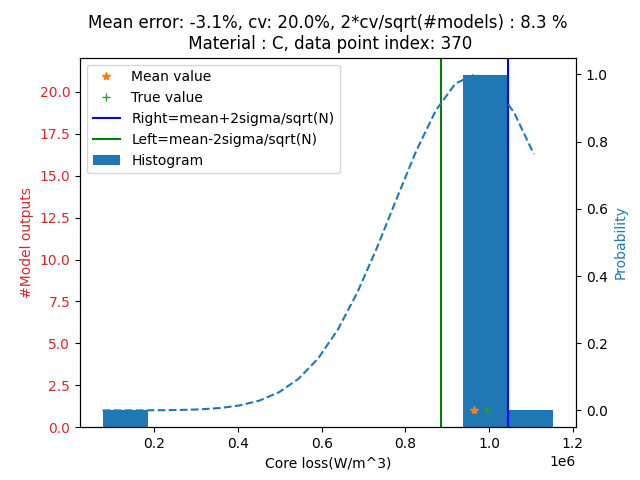 Mean error: -3.1%, cv: 20.0%, 2*cv/sqrt(#models) : 8.3 %
Material : C, data point index: 370
Mean value
True value
Right=mean+2sigma/sqrt(N)
Left=mean-2sigma/sqrt(N)
Histogram
#Model outputs
20.0
17.5
15.0
12.5
10.0
7.5
5.0
2.5
0.0
1.0
0.8
0.6
0.4
0.2
0.0
Probability
0.2 0.4 0.6 0.8 1.0 1.2
1e6
Core loss(W/m^3)